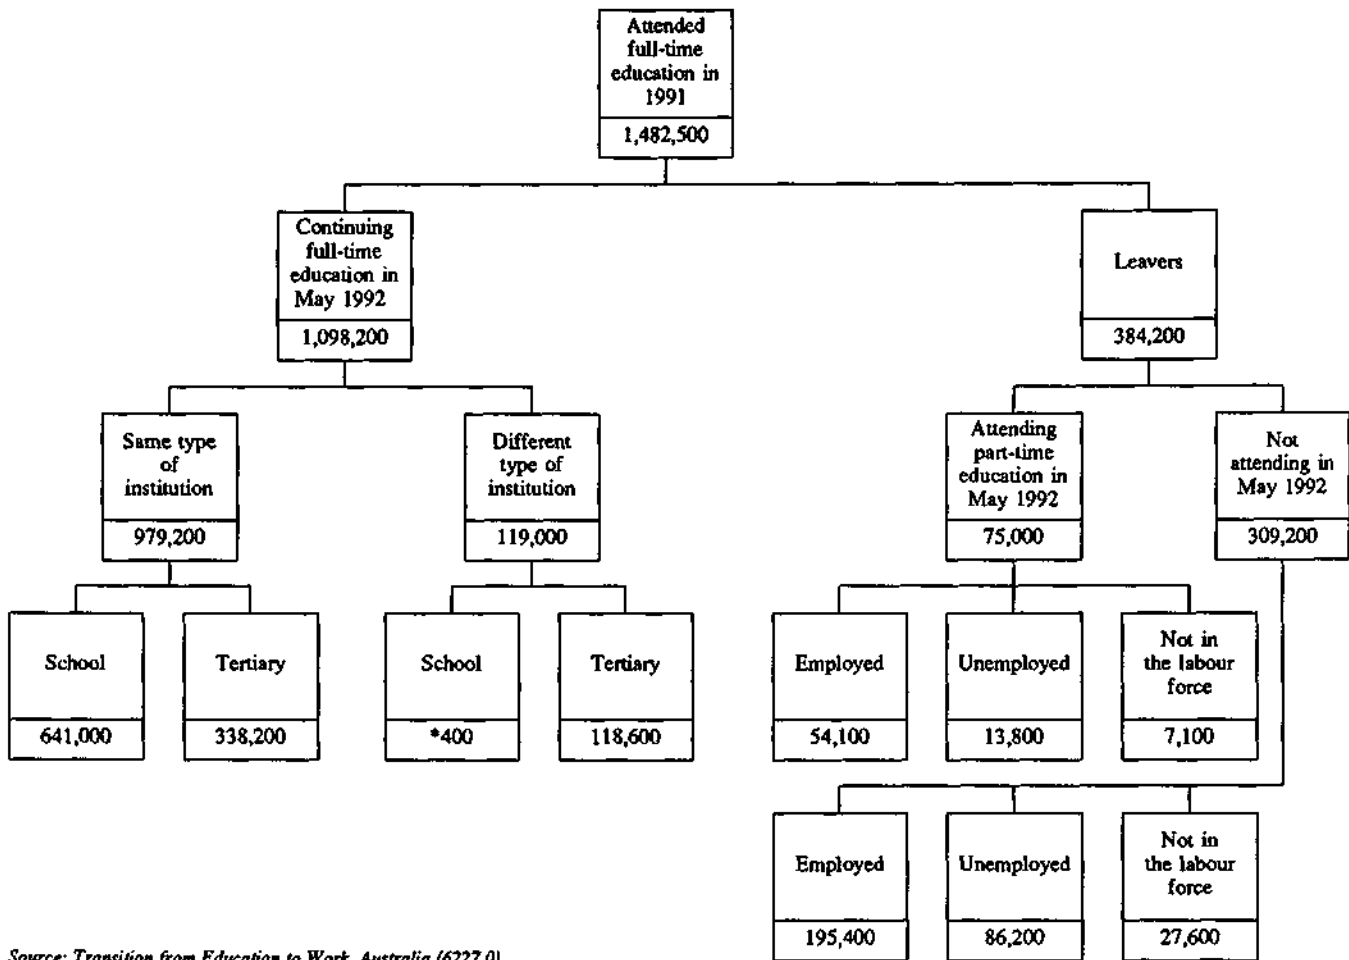 Attended
full-time
education in
1991
1,482,500
Continuing
full-time
education in
May 1992
1,098,200
Leavers
384,200
Same type
of
institution
979,200
Different
type of
institution
119,000
Attending
part-time
education in
May 1992
75,000
Not
attending in
May 1992
309,200
School
641,000
Tertiary
338,200
School
*400
Tertiary
118,600
Employed
54,100
Unemployed
13,800
Not in
the labour
force
7,100
Employed
195,400
Unemployed
86,200
Not in
the labour
force
27,600
Source: Transition from Education to Work, Australia (6227.0)